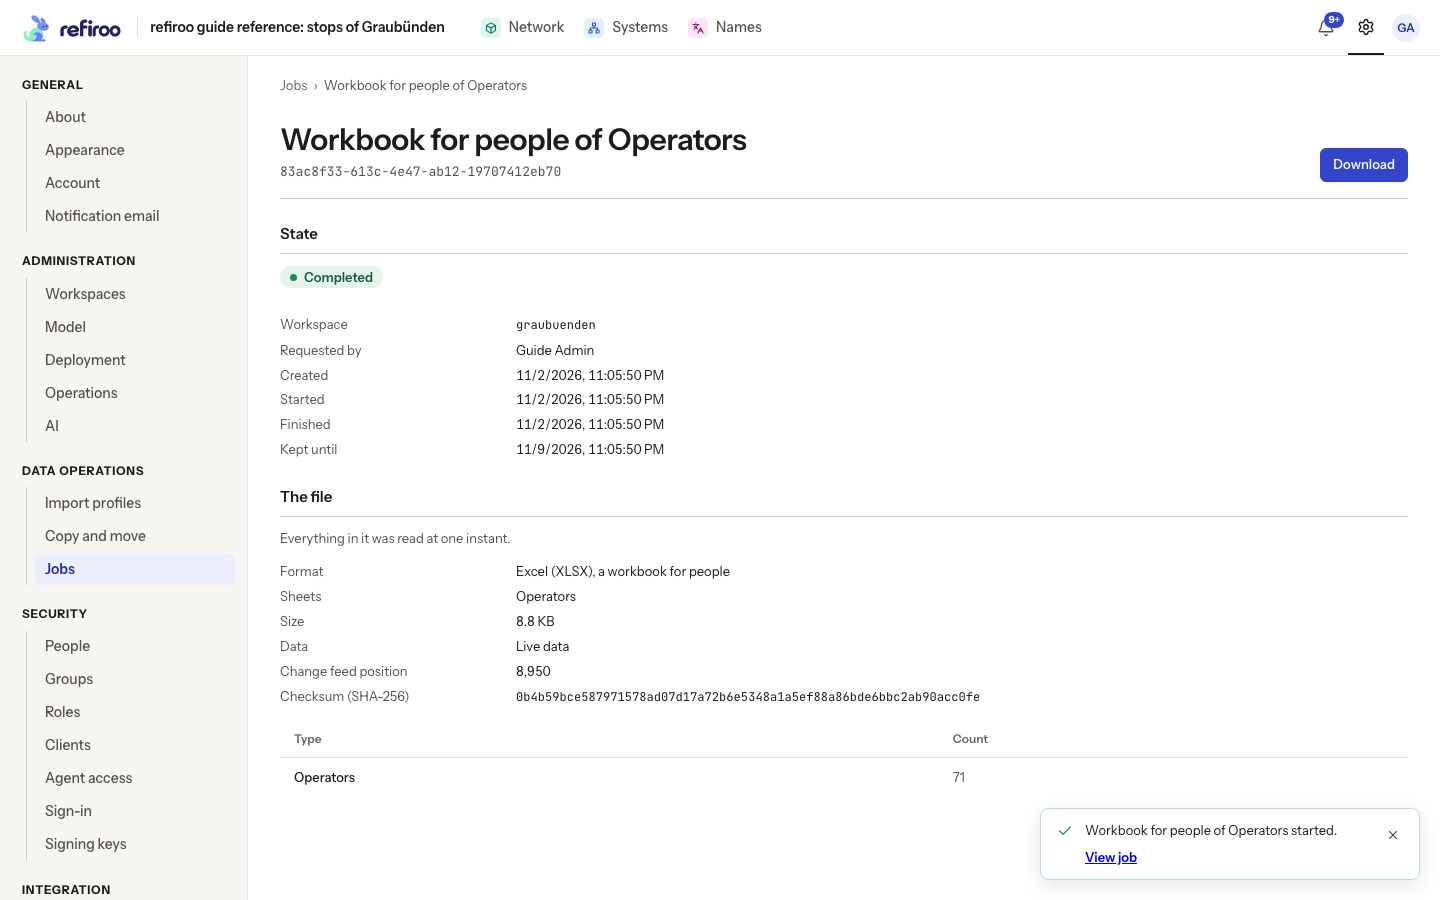 refiroo
refiroo guide reference: stops of Graubünden
Network
Systems
Names
9+
GA
GENERAL
About
Appearance
Account
Notification email
ADMINISTRATION
Workspaces
Model
Deployment
Operations
AI
DATA OPERATIONS
Import profiles
Copy and move
Jobs
SECURITY
People
Groups
Roles
Clients
Agent access
Sign-in
Signing keys
INTEGRATION
Jobs › Workbook for people of Operators
Workbook for people of Operators
83ac8f33-613c-4e47-ab12-19707412eb70
Download
State
Completed
Workspace graubuenden
Requested by Guide Admin
Created 11/2/2026, 11:05:50 PM
Started 11/2/2026, 11:05:50 PM
Finished 11/2/2026, 11:05:50 PM
Kept until 11/9/2026, 11:05:50 PM
The file
Everything in it was read at one instant.
Format Excel (XLSX), a workbook for people
Sheets Operators
Size 8.8 KB
Data Live data
Change feed position 8,950
Checksum (SHA-256) 0b4b59bce587971578ad07d17a72b6e5348a1a5ef88a86bde6bbc2ab90acc0fe
Type Count
Operators 71
Workbook for people of Operators started.
View job